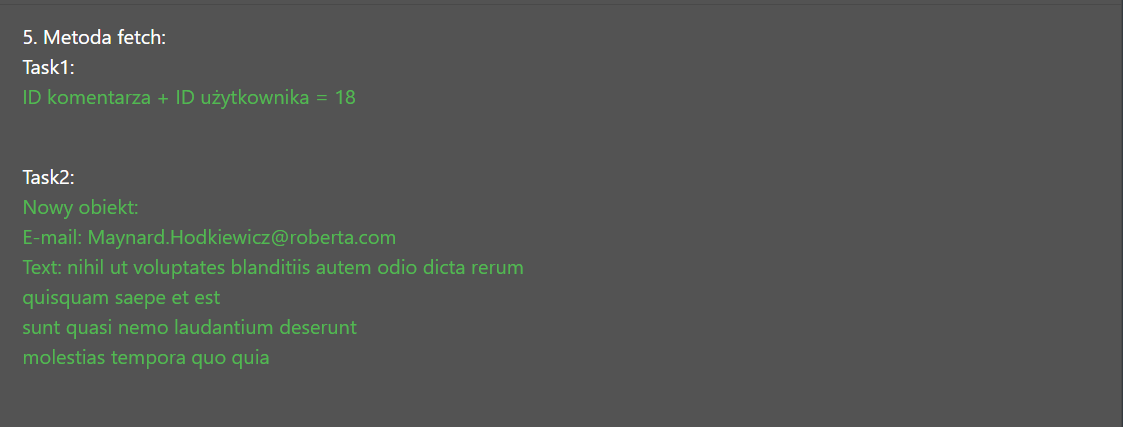 5. Metoda fetch:
Task1:
ID komentarza + ID użytkownika = 18
Task2:
Nowy obiekt:
E-mail: Maynard.Hodkiewicz@roberta.com
Text: nihil ut voluptates blanditiis autem odio dicta rerum
quisquam saepe et est
sunt quasi nemo laudantium deserunt
molestias tempora quo quia